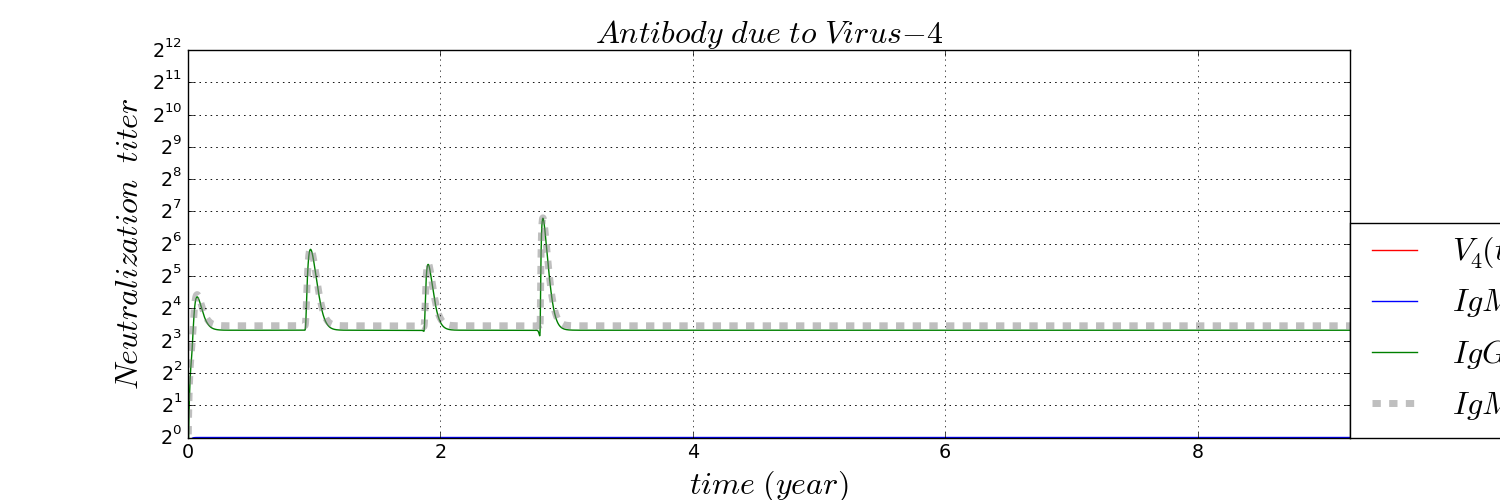 Antibody due to Virus−4
2^12
2^11
2^10
2^9
2^8
2^7
2^6
2^5
2^4
2^3
2^2
2^1
2^0
Neutralization titer
0 2 4 6 8
time (year)
V_4(
IgM
IgG
IgM